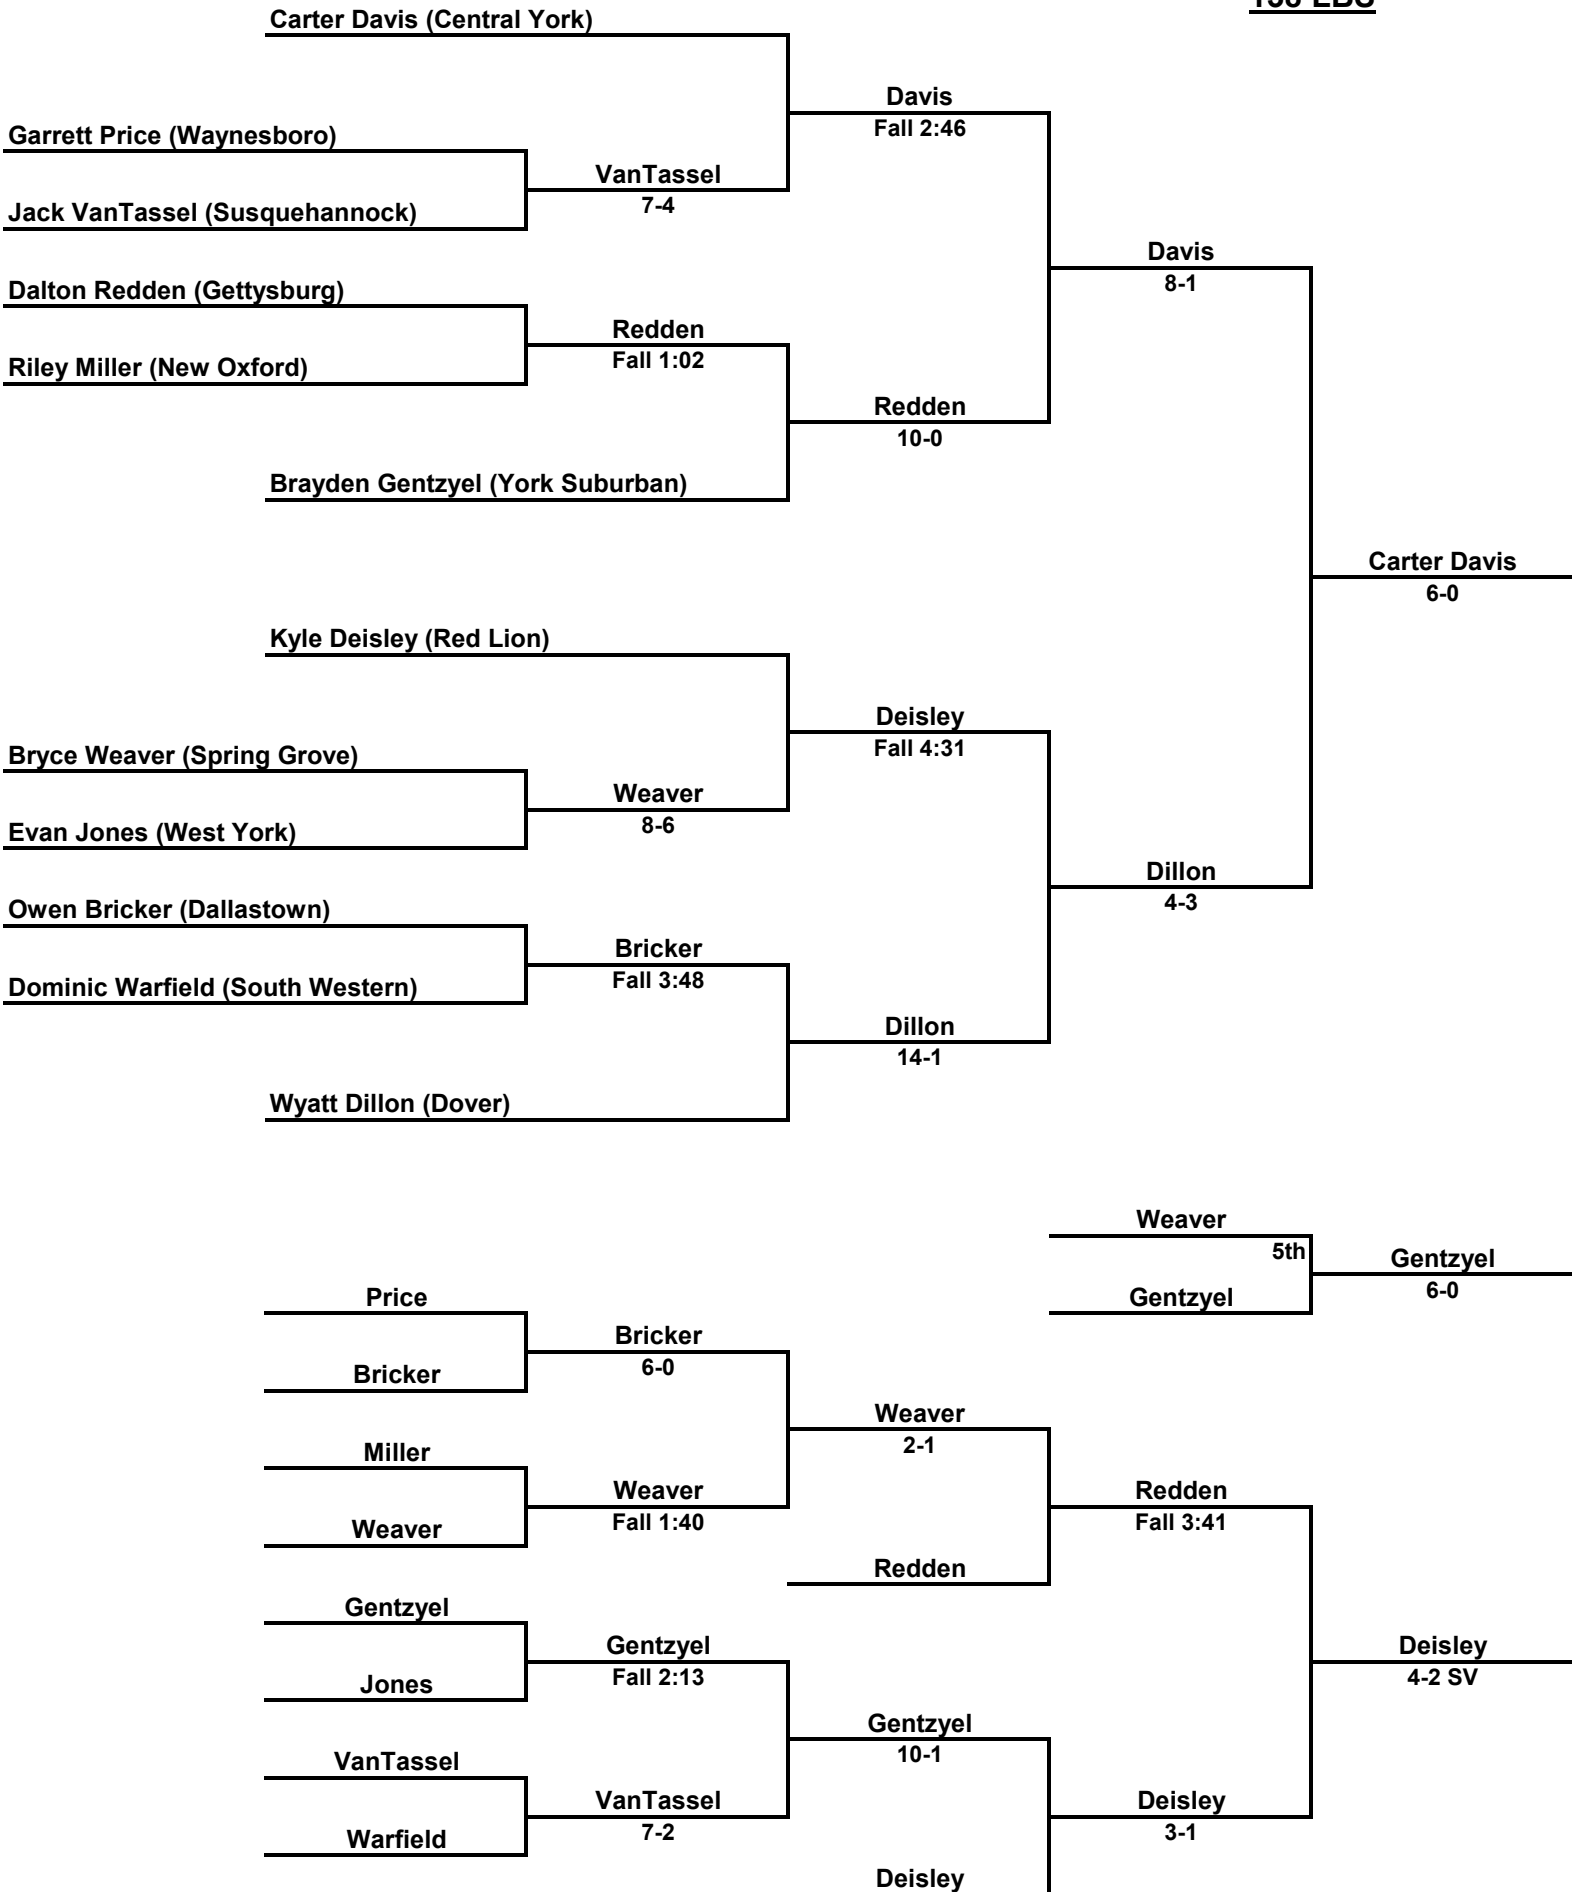 Carter Davis (Central York)
Davis
Fall 2:46
Garrett Price (Waynesboro)
VanTassel
7-4
Jack VanTassel (Susquehannock)
Davis
8-1
Dalton Redden (Gettysburg)
Redden
Fall 1:02
Riley Miller (New Oxford)
Redden
10-0
Brayden Gentzyel (York Suburban)
Carter Davis
6-0
Kyle Deisley (Red Lion)
Deisley
Fall 4:31
Bryce Weaver (Spring Grove)
Weaver
8-6
Evan Jones (West York)
Dillon
4-3
Owen Bricker (Dallastown)
Bricker
Fall 3:48
Dominic Warfield (South Western)
Dillon
14-1
Wyatt Dillon (Dover)
Weaver
5th
Gentzyel
6-0
Gentzyel
Price
Bricker
6-0
Bricker
Weaver
2-1
Miller
Weaver
Fall 1:40
Weaver
Redden
Fall 3:41
Redden
Gentzyel
Gentzyel
Fall 2:13
Jones
Deisley
4-2 SV
Gentzyel
10-1
VanTassel
VanTassel
7-2
Warfield
Deisley
3-1
Deisley